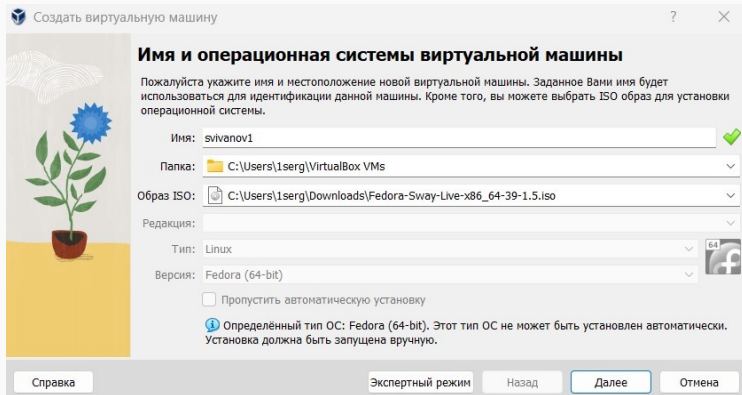 Создать виртуальную машину
Имя и операционная системы виртуальной машины
Пожалуйста укажите имя и местоположение новой виртуальной машины. Заданное Вами имя будет
использоваться для идентификации данной машины. Кроме того, вы можете выбрать ISO образ для установки
операционной системы.
Имя: svivanov1
Папка: C:\Users\1serg\VirtualBox VMs
Образ ISO: C:\Users\1serg\Downloads\Fedora-Sway-Live-x86_64-39-1.5.iso
Редакция:
Тип: Linux
64
Версия: Fedora (64-bit)
Пропустить автоматическую установку
Определённый тип ОС: Fedora (64-bit). Этот тип ОС не может быть установлен автоматически.
Установка должна быть запущена вручную.
Справка Экспертный режим Назад Далее Отмена